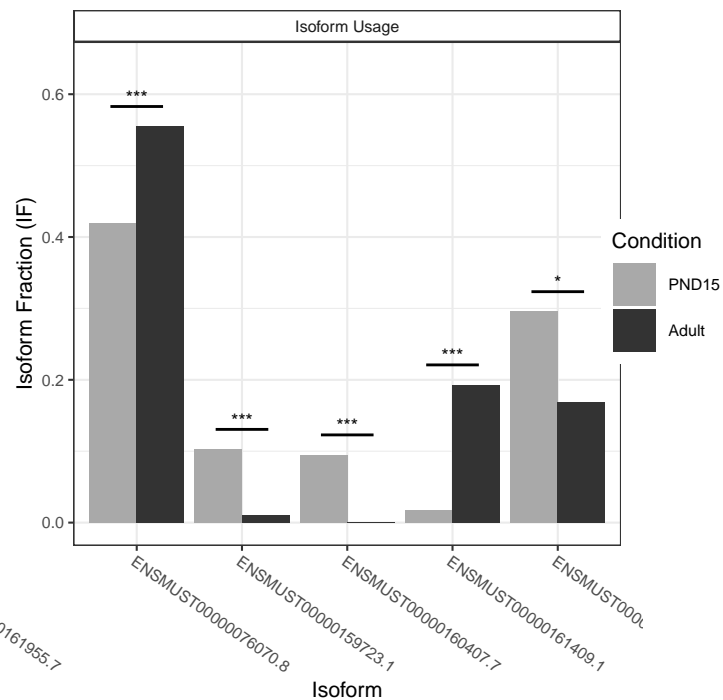 Isoform Usage
***
***
***
***
*
0.6
0.4
0.2
0.0
Isoform Fraction (IF)
Condition
PND15
Adult
ENSMUST00000076070.8
ENSMUST00000159723.1
ENSMUST00000160407.7
ENSMUST00000161409.1
Isoform